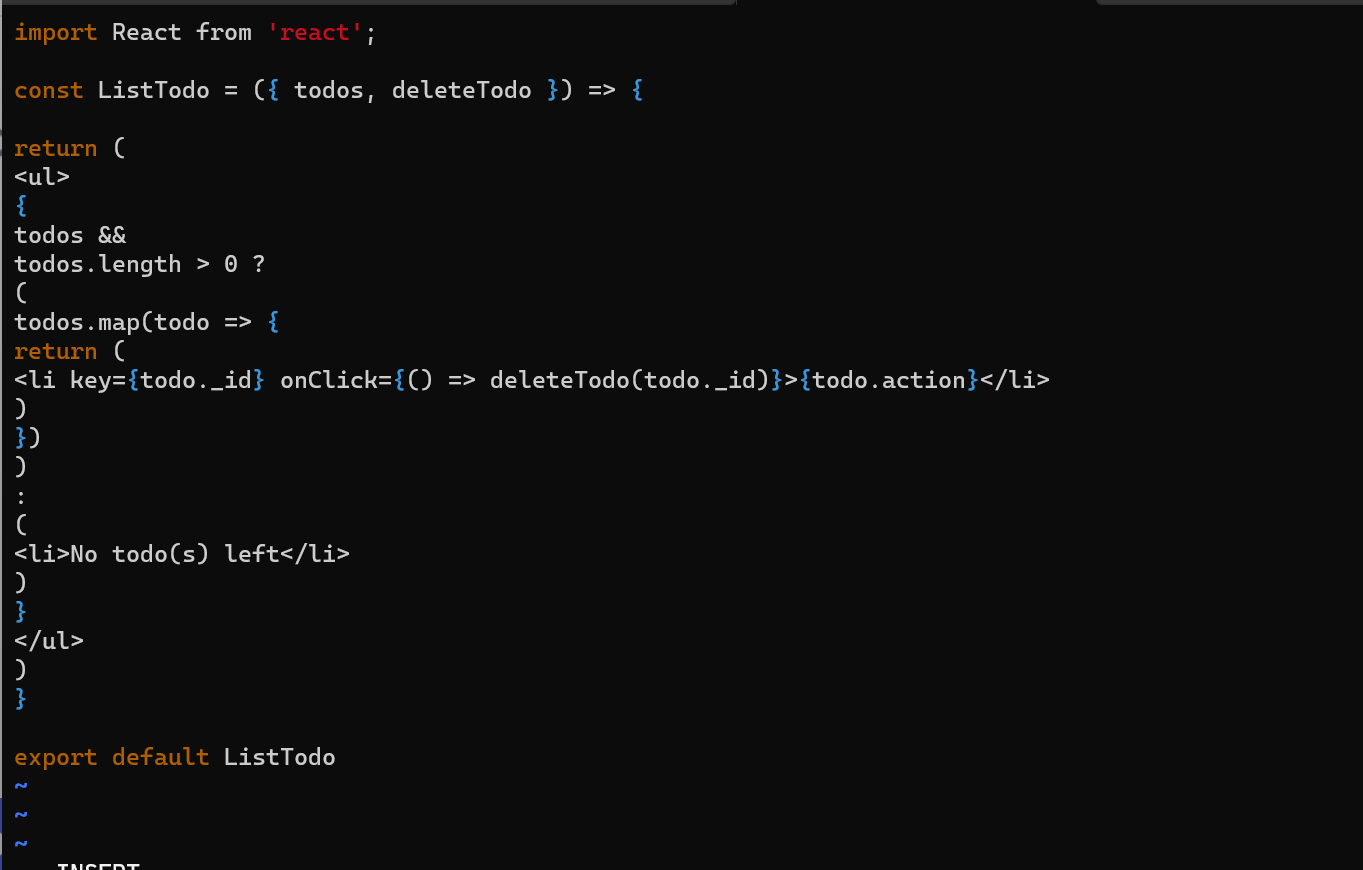 import React from 'react';
const ListTodo = ({ todos, deleteTodo }) => {
return (
<ul>
{
todos &&
todos.length > 0 ?
(
todos.map(todo => {
return (
<li key={todo._id} onClick={() => deleteTodo(todo._id)}>{todo.action}</li>
)
})
)
:
(
<li>No todo(s) left</li>
)
}
</ul>
)
}
export default ListTodo
~
~
~
INSERT